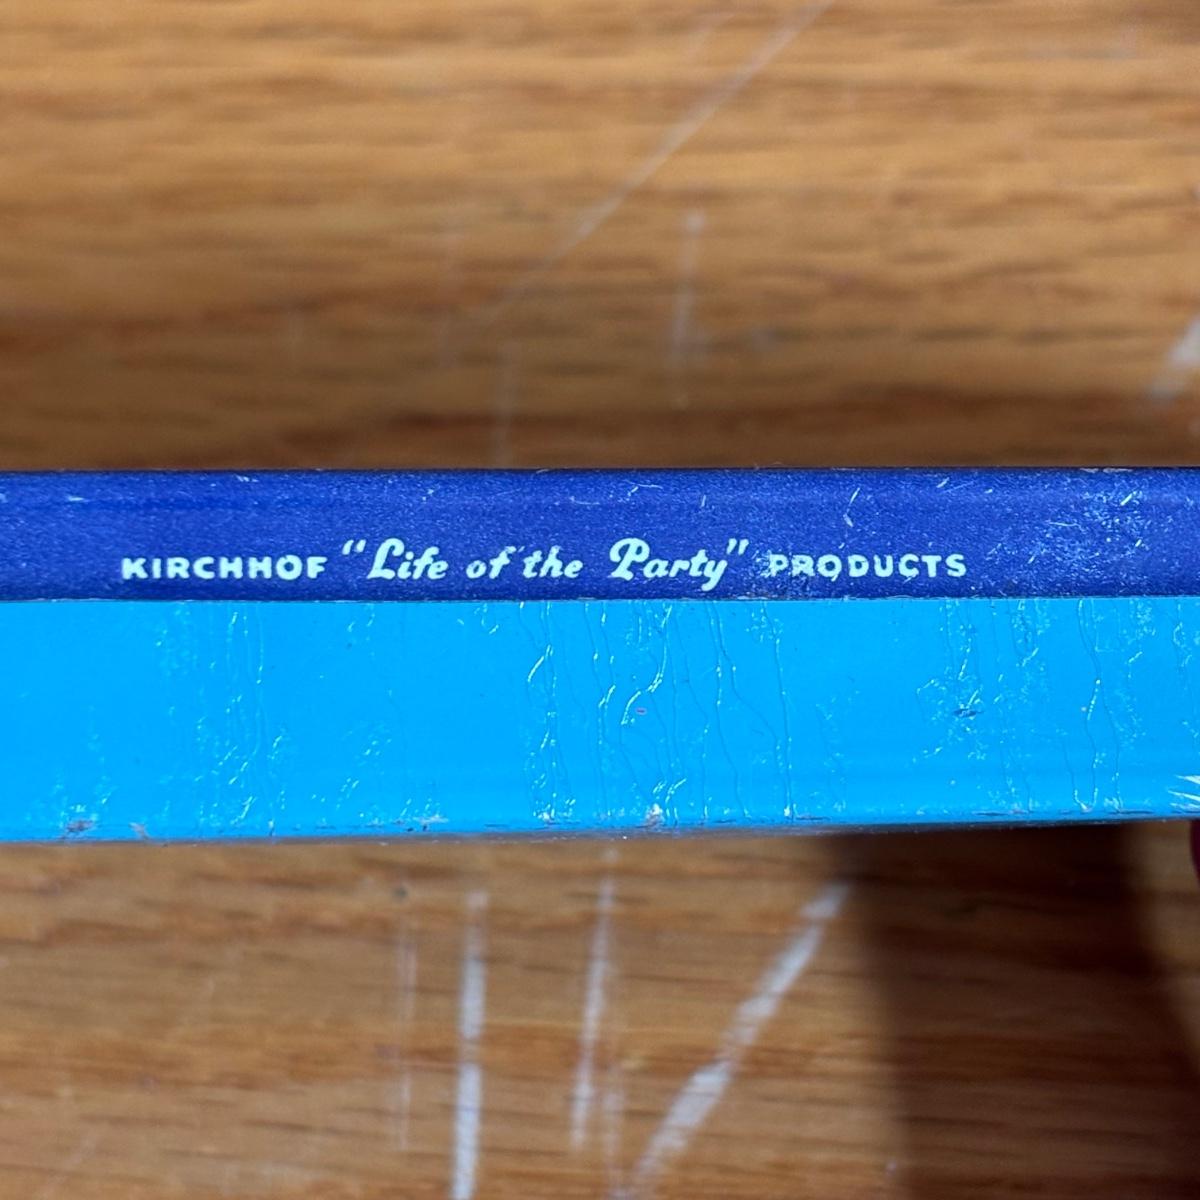 KIRCHHOF “Life of the Party” PRODUCTS